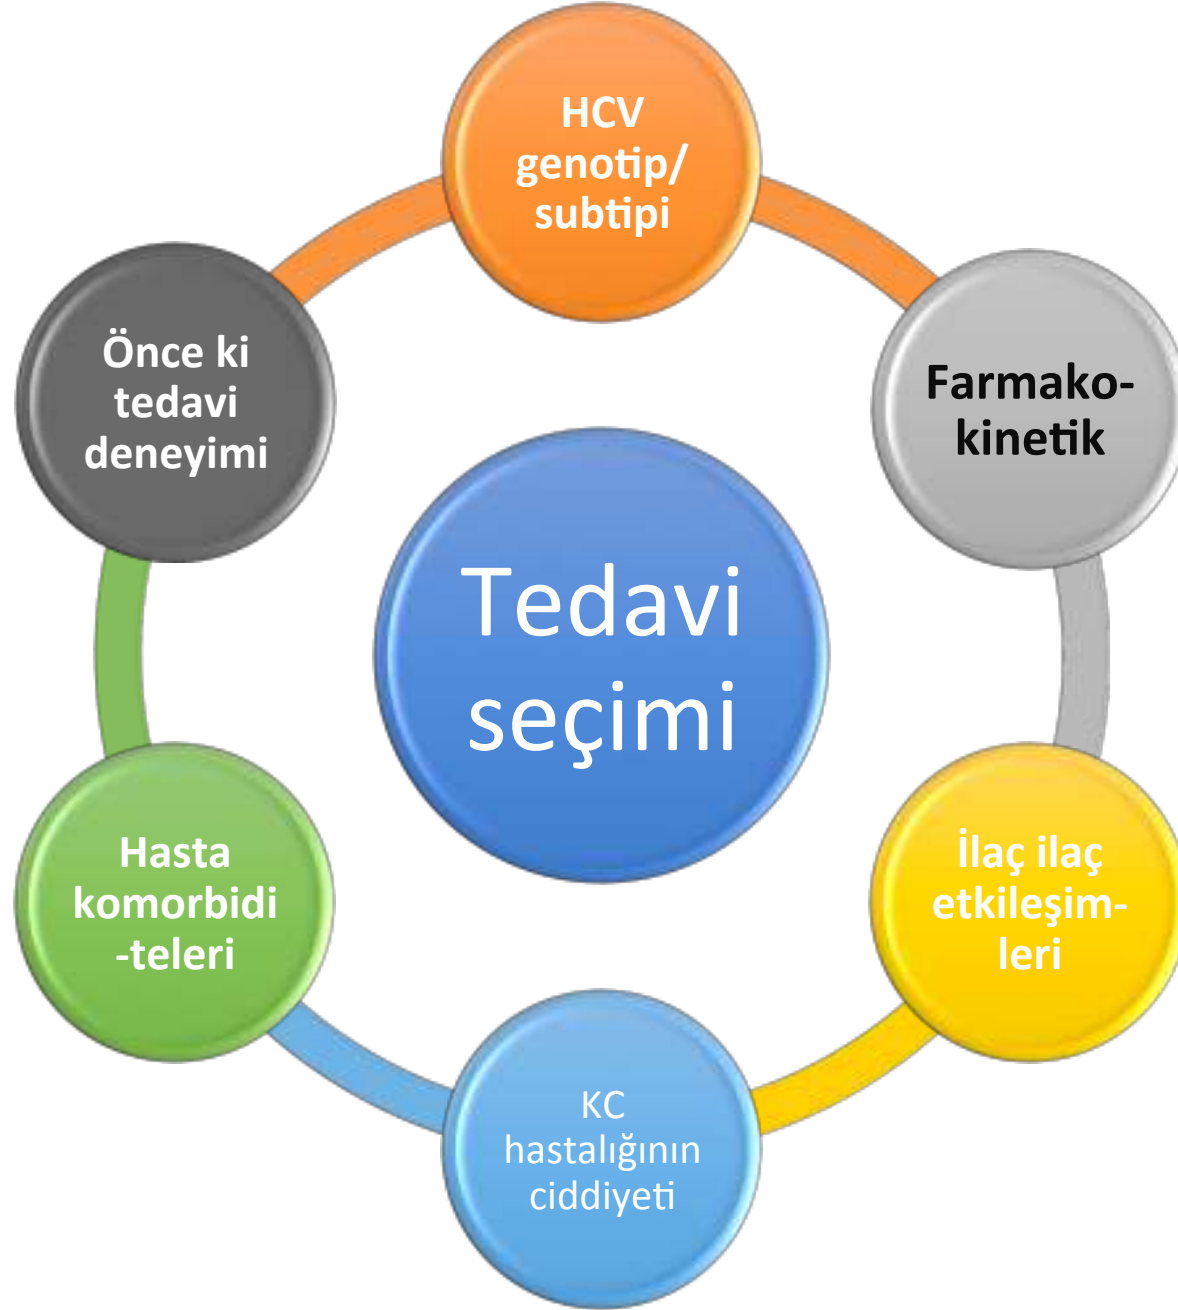 HCV
genotip/
subtipi
Farmako-
kinetik
İlaç ilaç
etkileşim-
leri
KC
hastalığının
ciddiyeti
Hasta
komorbidi
-teleri
Önce ki
tedavi
deneyimi
Tedavi
seçimi